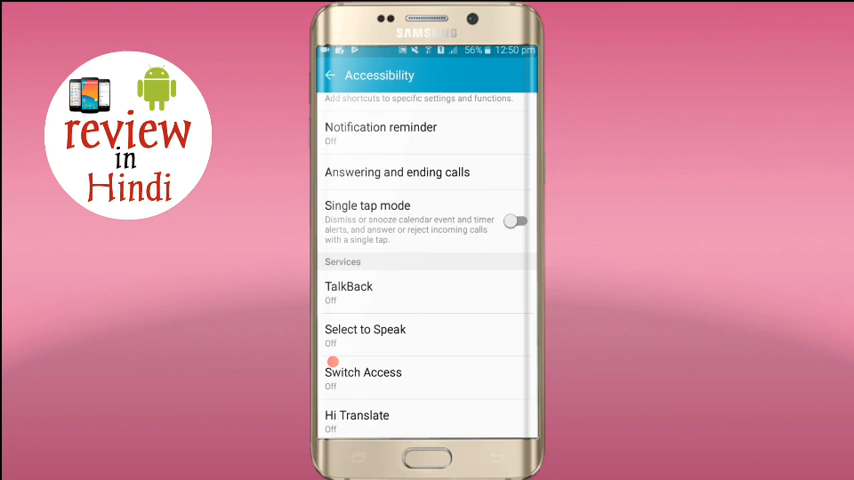 review
in
Hindi
SAMSUNG
56% 12:50 pm
Accessibility
Add shortcuts to specific settings and functions.
Notification reminder
Off
Answering and ending calls
Single tap mode
Dismiss or snooze calendar event and timer
alerts, and answer or reject incoming calls
with a single tap.
Services
TalkBack
Off
Select to Speak
Off
Switch Access
Off
Hi Translate
Off